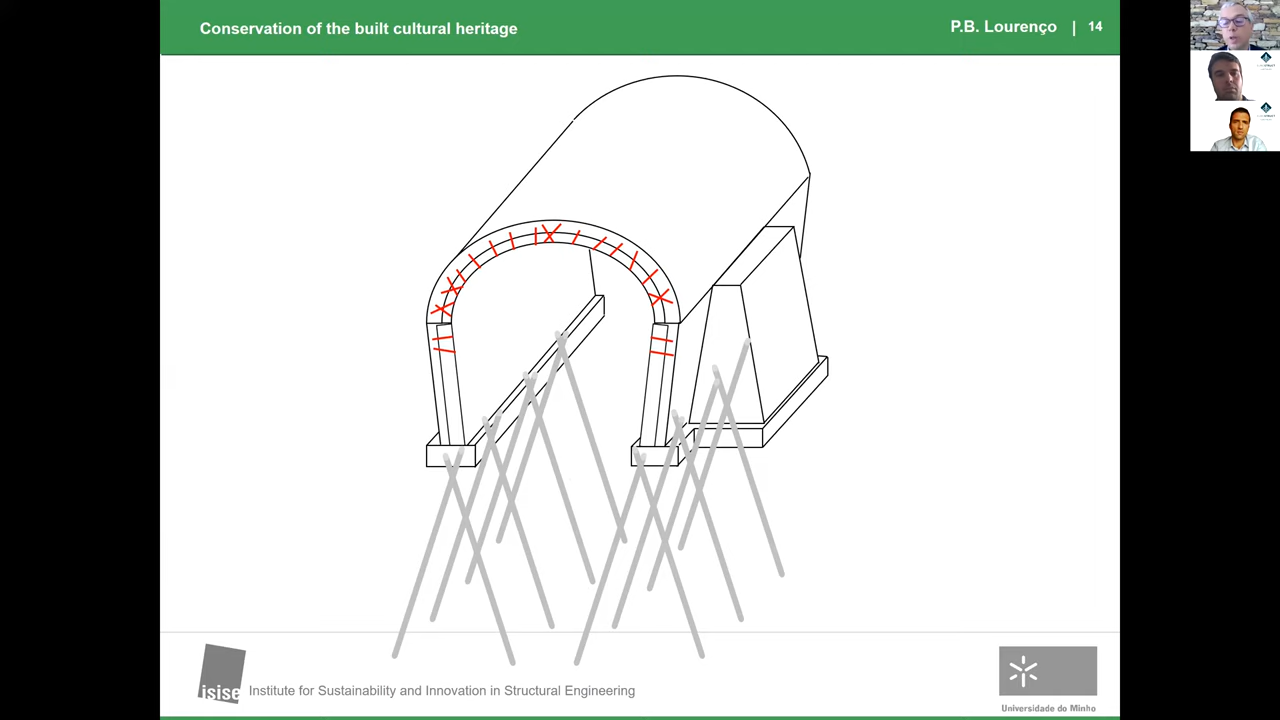 Conservation of the built cultural heritage
P.B. Lourenço | 14
isise Institute for Sustainability and Innovation in Structural Engineering
Universidade do Minho